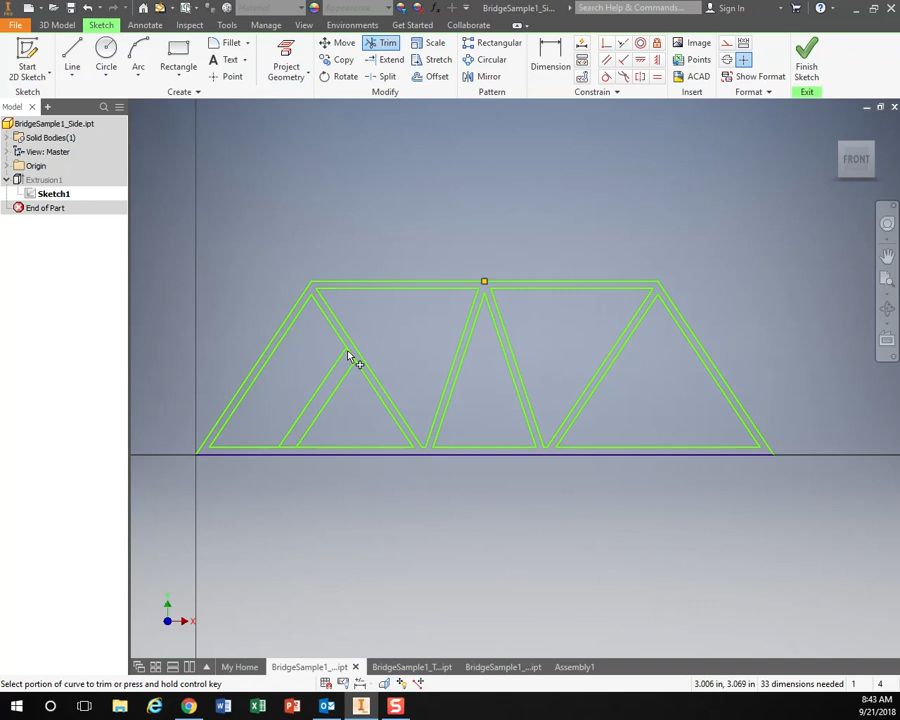 BridgeSample1_Si...
Search Help & Commands...
Sign In
File 3D Model Sketch Annotate Inspect Tools Manage View Environments Get Started Collaborate
Start
2D Sketch
Line
Circle
Arc
Rectangle
Fillet
Text
Point
Project
Geometry
Move
Copy
Rotate
Trim
Extend
Split
Scale
Stretch
Offset
Rectangular
Circular
Mirror
Dimension
Image
Points
ACAD
Show Format
Finish
Sketch
Sketch Create Modify Pattern Constrain Insert Format Exit
Model
BridgeSample1_Side.ipt
Solid Bodies(1)
View: Master
Origin
Extrusion1
Sketch1
End of Part
FRONT
X
My Home BridgeSample1_...ipt BridgeSample1_T...ipt BridgeSample1_...ipt Assembly1
Select portion of curve to trim or press and hold control key
3.006 in, 3.069 in 33 dimensions needed 1 4
8:43 AM
9/21/2018